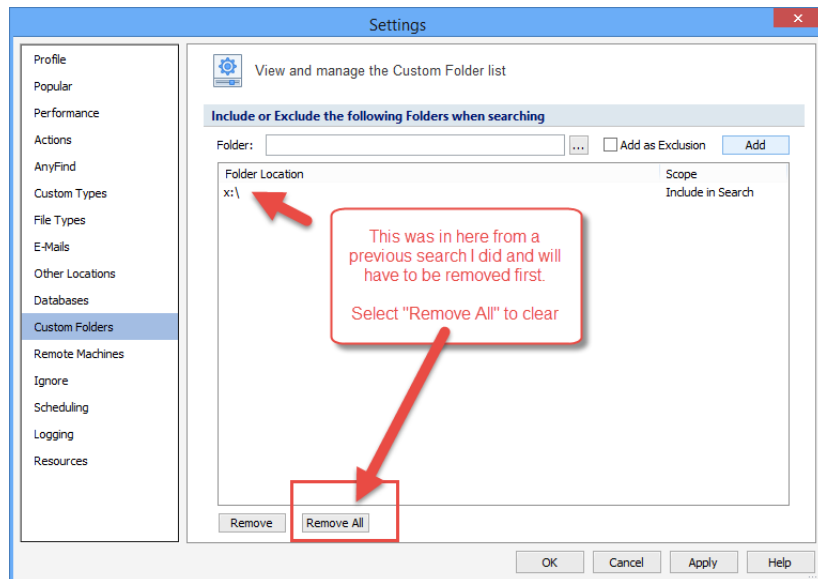 Settings
×
Profile
Popular
Performance
Actions
AnyFind
Custom Types
File Types
E-Mails
Other Locations
Databases
Custom Folders
Remote Machines
Ignore
Scheduling
Logging
Resources
View and manage the Custom Folder list
Include or Exclude the following Folders when searching
Folder: ... Add as Exclusion Add
Folder Location Scope
x:\ Include in Search
This was in here from a
previous search I did and will
have to be removed first.
Select "Remove All" to clear
Remove Remove All
OK Cancel Apply Help